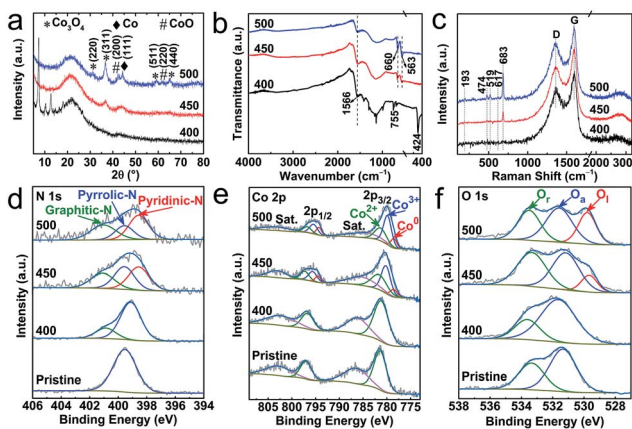 a
* Co3O4 ♦ Co # CoO
(220)
(311)
(200)
(111)
(511)
(220)
(440)
500
450
400
Intensity (a.u.)
10 20 30 40 50 60 70 80
2θ (°)
b
500
450
400
1566
660
563
755
424
Transmittance (a.u.)
4000 3000 2000 1000 400
Wavenumber (cm-1)
c
D
G
193
474
519
617
683
500
450
400
Intensity (a.u.)
0 500 1000 1500 2000 3000
Raman Shift (cm-1)
d
N 1s
Pyrrolic-N
Graphitic-N
Pyridinic-N
500
450
400
Pristine
Intensity (a.u.)
406 404 402 400 398 396 394
Binding Energy (eV)
e
Co 2p
2p1/2
2p3/2
Co3+
Co2+
Co0
Sat.
Sat.
500
450
400
Pristine
Intensity (a.u.)
805 800 795 790 785 780 775
Binding Energy (eV)
f
O 1s
Or
Oa
Ol
500
450
400
Pristine
Intensity (a.u.)
538 536 534 532 530 528 526
Binding Energy (eV)